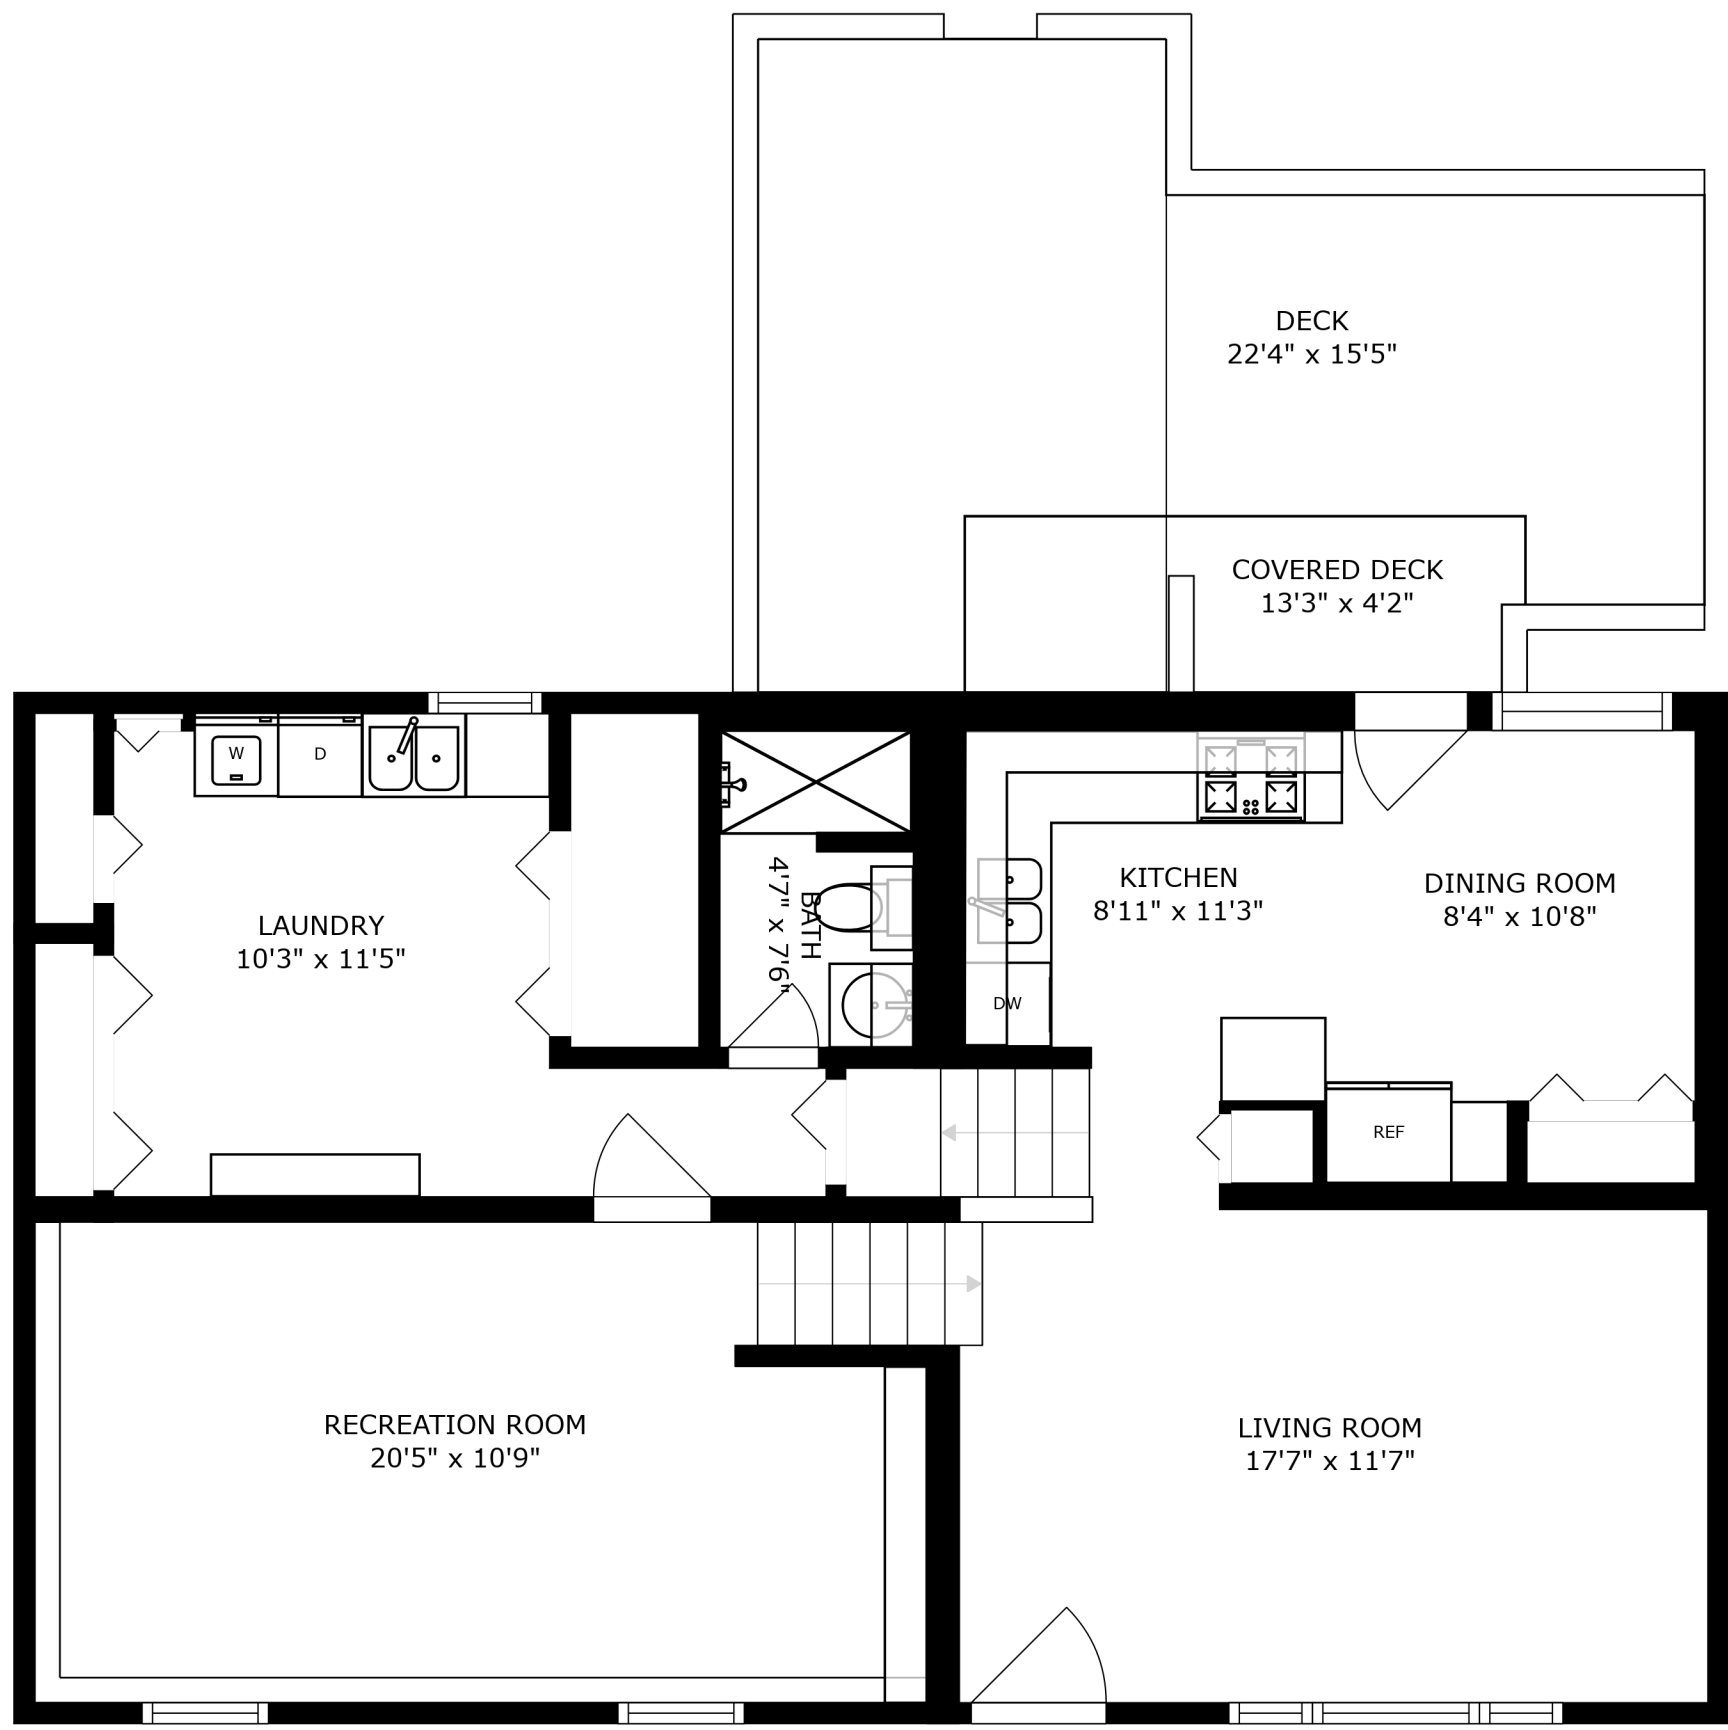 DECK
22'4" x 15'5"
COVERED DECK
13'3" x 4'2"
W
D
LAUNDRY
10'3" x 11'5"
BATH
4'7" x 7'6"
KITCHEN
8'11" x 11'3"
DINING ROOM
8'4" x 10'8"
DW
REF
RECREATION ROOM
20'5" x 10'9"
LIVING ROOM
17'7" x 11'7"